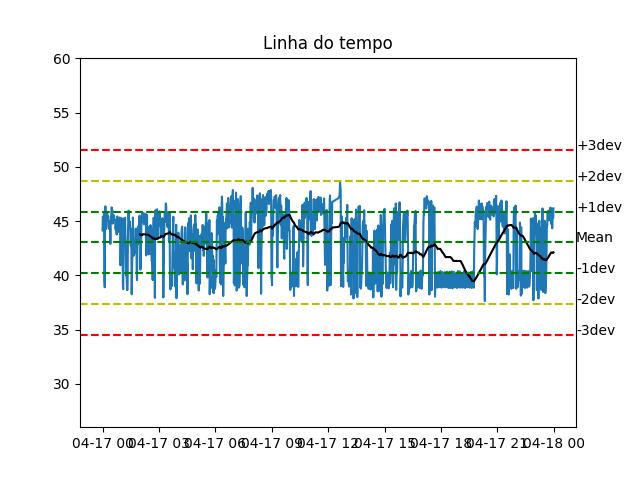 Linha do tempo
60
55
50
45
40
35
30
+3dev
+2dev
+1dev
Mean
-1dev
-2dev
-3dev
04-17 00 04-17 03 04-17 06 04-17 09 04-17 12 04-17 15 04-17 18 04-17 21 04-18 00